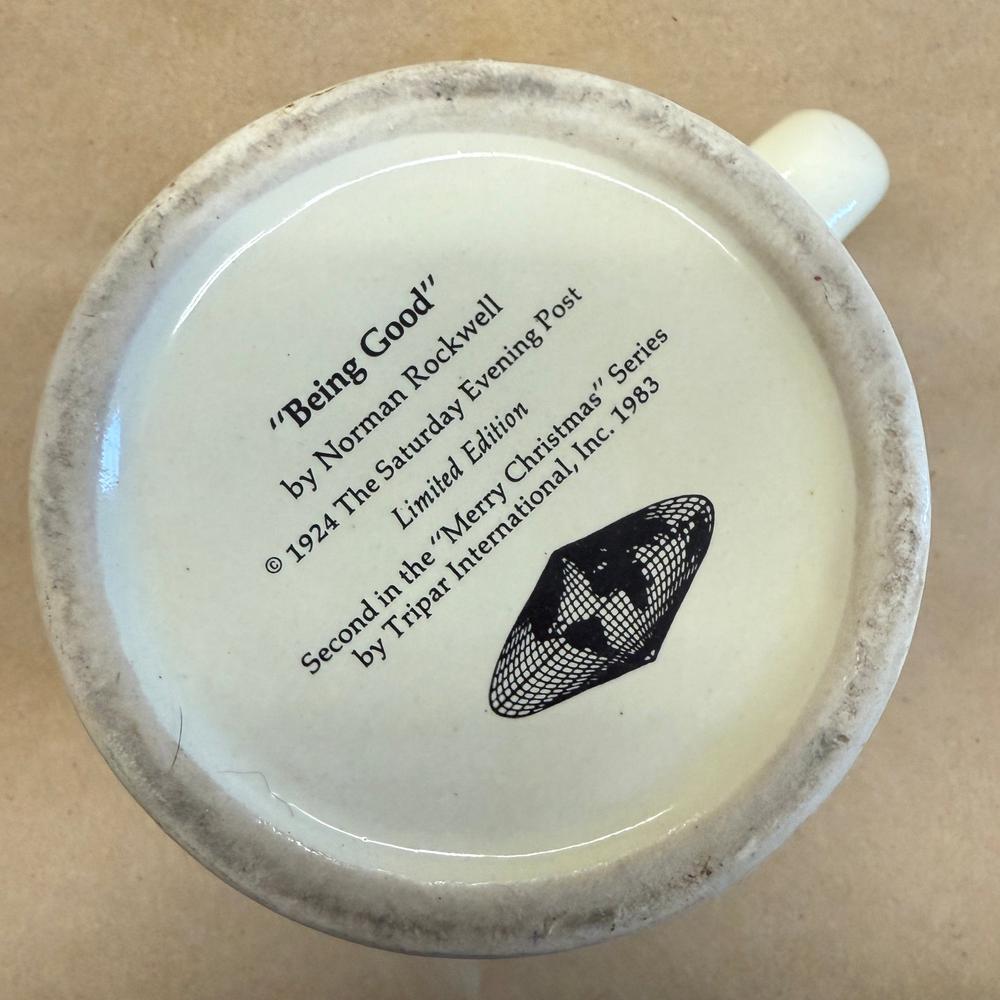 "Being Good"
by Norman Rockwell
© 1924 The Saturday Evening Post
Limited Edition
Second in the "Merry Christmas" Series
by Tripar International, Inc. 1983